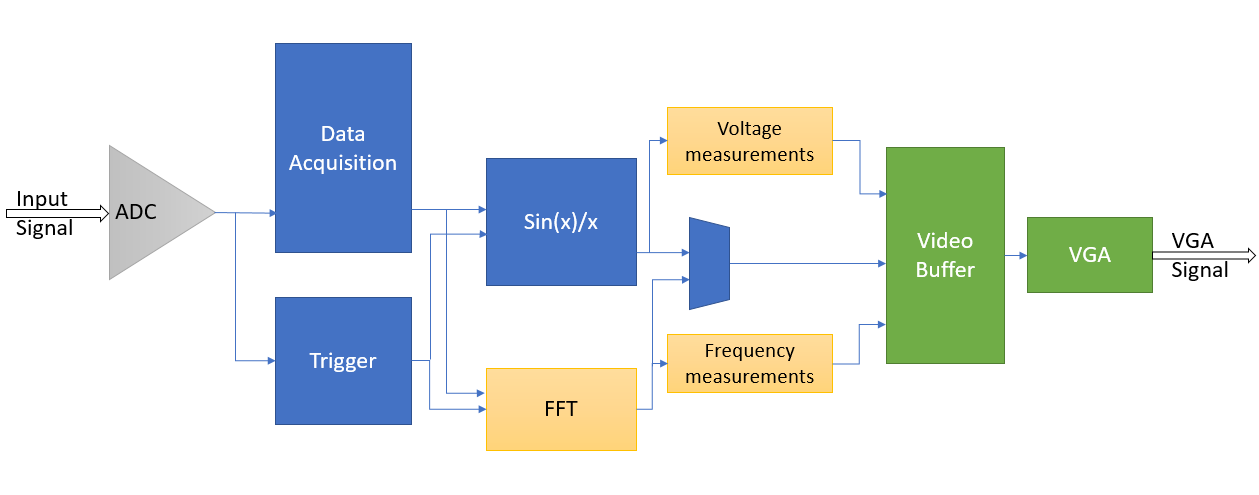 Input
Signal
ADC
Data
Acquisition
Trigger
Sin(x)/x
FFT
Voltage
measurements
Frequency
measurements
Video
Buffer
VGA
VGA
Signal